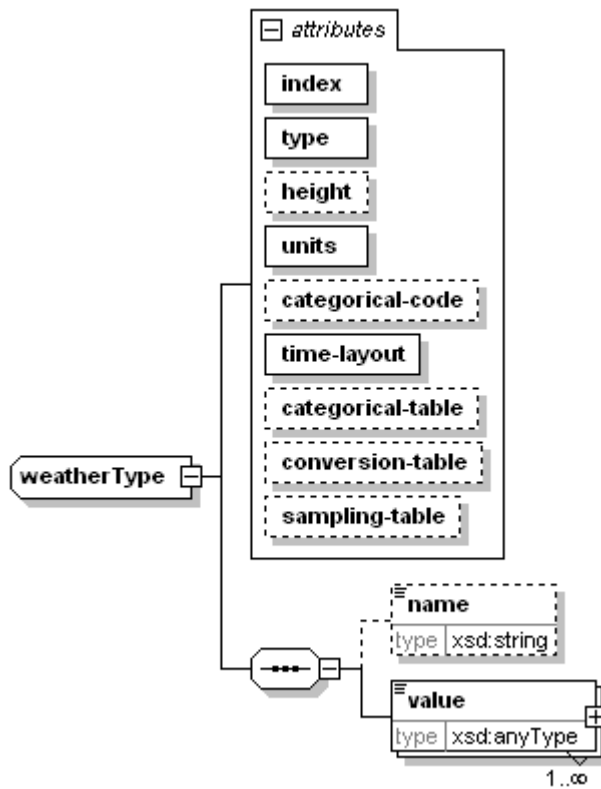 attributes
index
type
height
units
categorical-code
time-layout
categorical-table
conversion-table
sampling-table
weatherType
name
type xsd:string
value
type xsd:anyType
1..∞